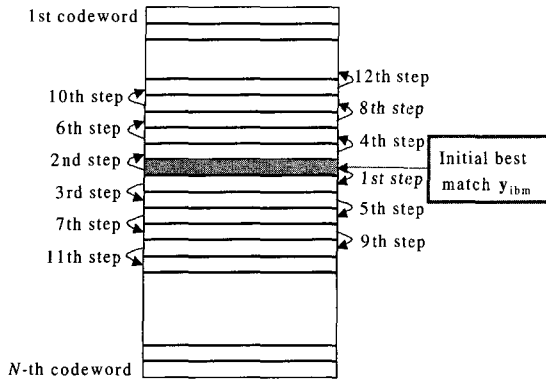 1st codeword
12th step
10th step
8th step
6th step
4th step
2nd step
Initial best
match y_ibm
1st step
3rd step
5th step
7th step
9th step
11th step
N-th codeword